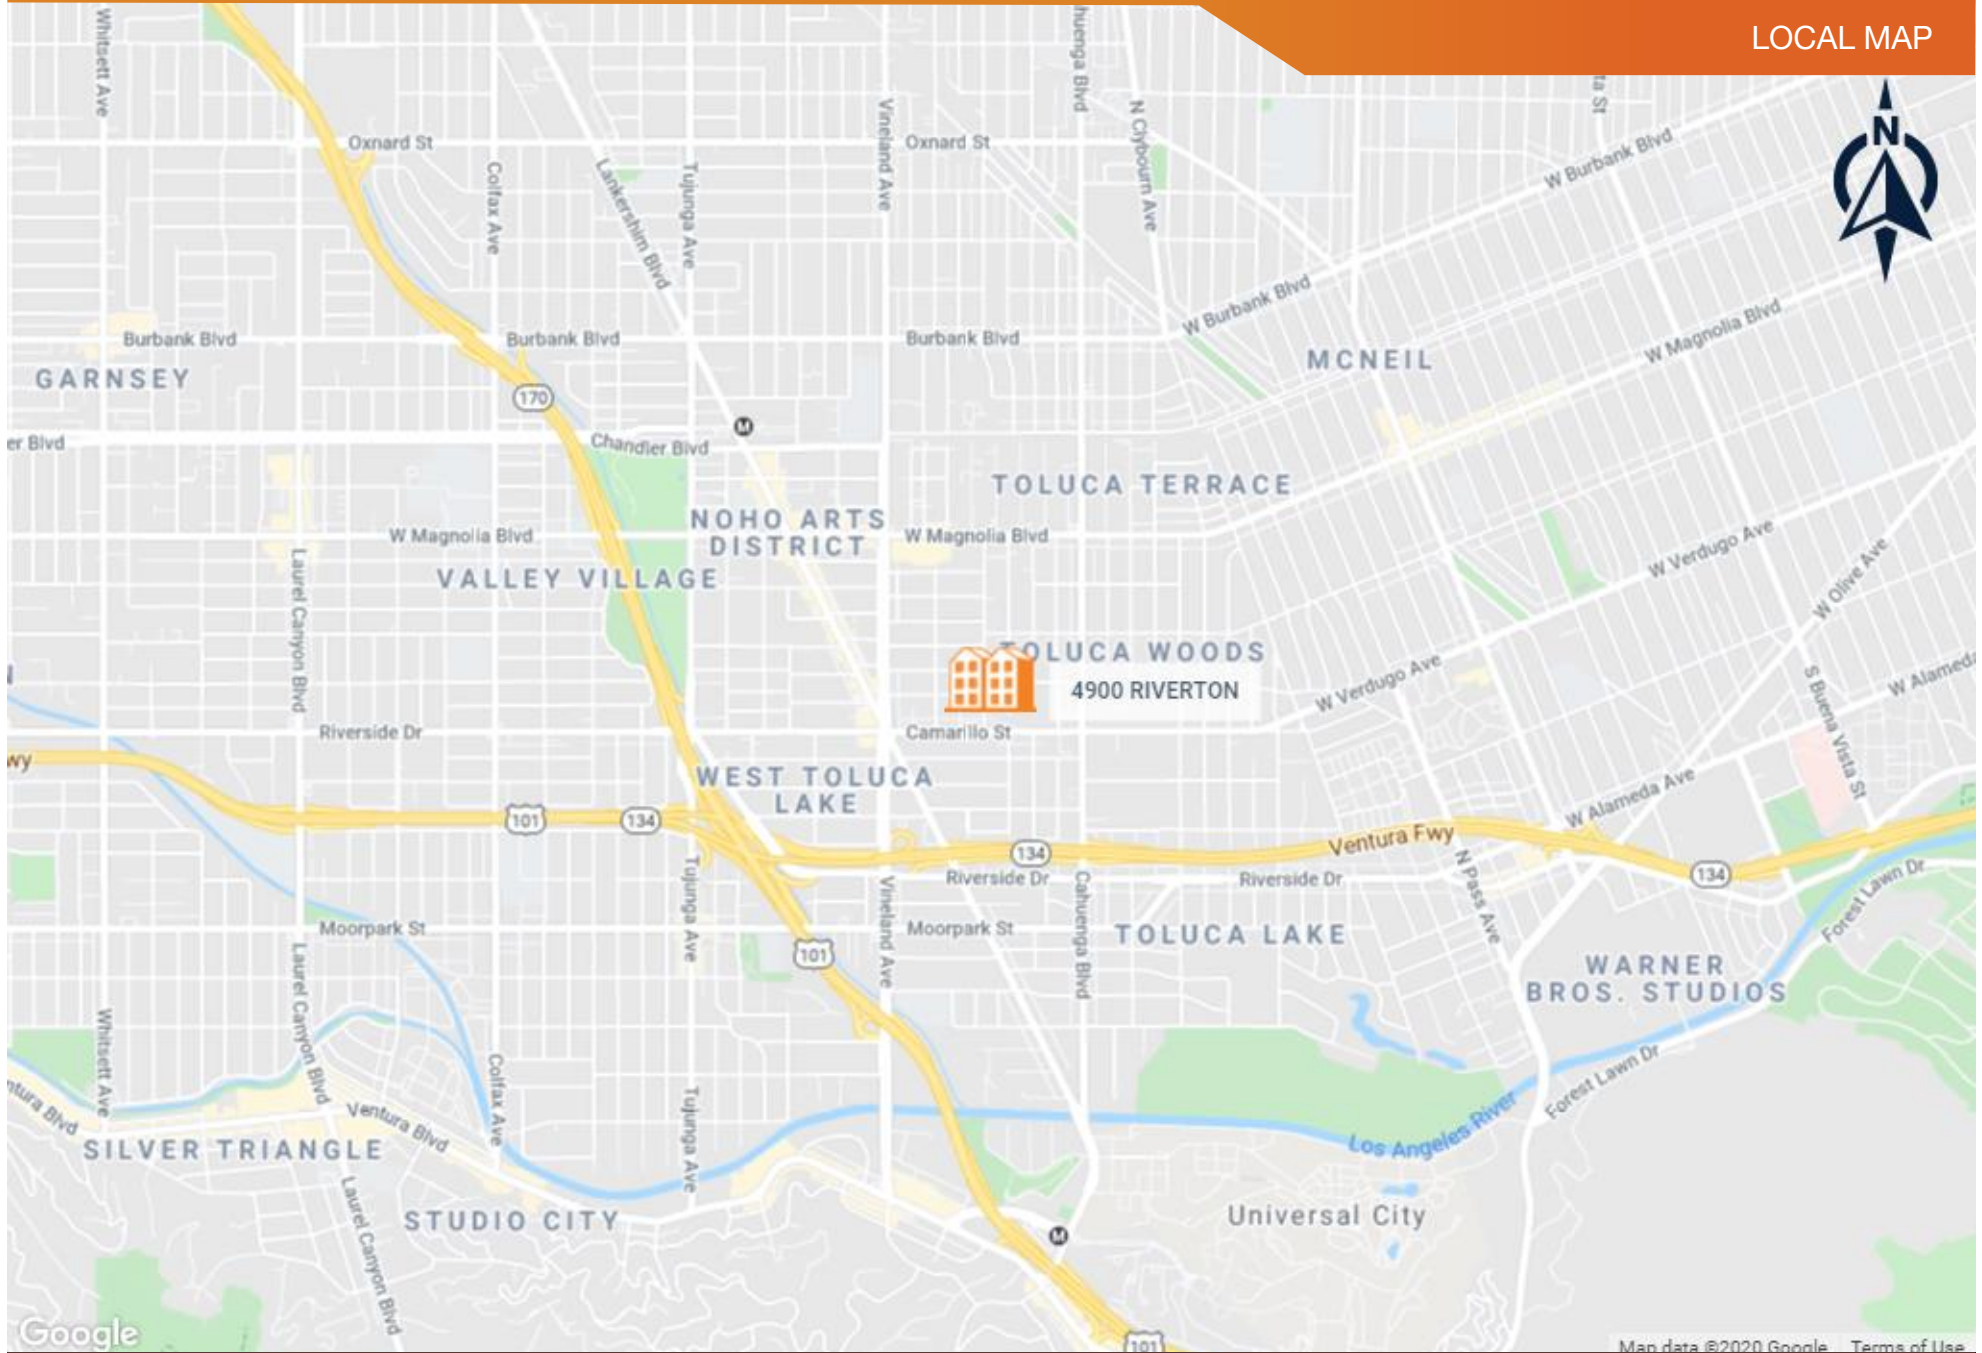 LOCAL MAP
N
Whitsett Ave
Oxnard St
Colfax Ave
Lankershim Blvd
Tujunga Ave
Vineland Ave
Oxnard St
N Clybourn Ave
W Burbank Blvd
W Burbank Blvd
Burbank Blvd
Burbank Blvd
Burbank Blvd
GARNSEY
170
MCNEIL
W Magnolia Blvd
M
er Blvd
Chandler Blvd
TOLUCA TERRACE
NOHO ARTS
DISTRICT
W Magnolia Blvd
W Magnolia Blvd
VALLEY VILLAGE
Laurel Canyon Blvd
W Verdugo Ave
W Olive Ave
TOLUCA WOODS
4900 RIVERTON
W Verdugo Ave
S Buena Vista St
W Alameda
Riverside Dr
Camarillo St
wy
WEST TOLUCA
LAKE
101
134
134
Ventura Fwy
W Alameda Ave
134
Riverside Dr
Riverside Dr
N Pass Ave
Forest Lawn Dr
Tujunga Ave
Vineland Ave
Cahuenga Blvd
Moorpark St
Moorpark St
TOLUCA LAKE
101
WARNER
BROS. STUDIOS
Laurel Canyon Blvd
Whitsett Ave
Colfax Ave
Tujunga Ave
Forest Lawn Dr
Los Angeles River
ntura Blvd
Ventura Blvd
SILVER TRIANGLE
Laurel Canyon Blvd
STUDIO CITY
Universal City
M
Google
101
Map data ©2020 Google
Terms of Use